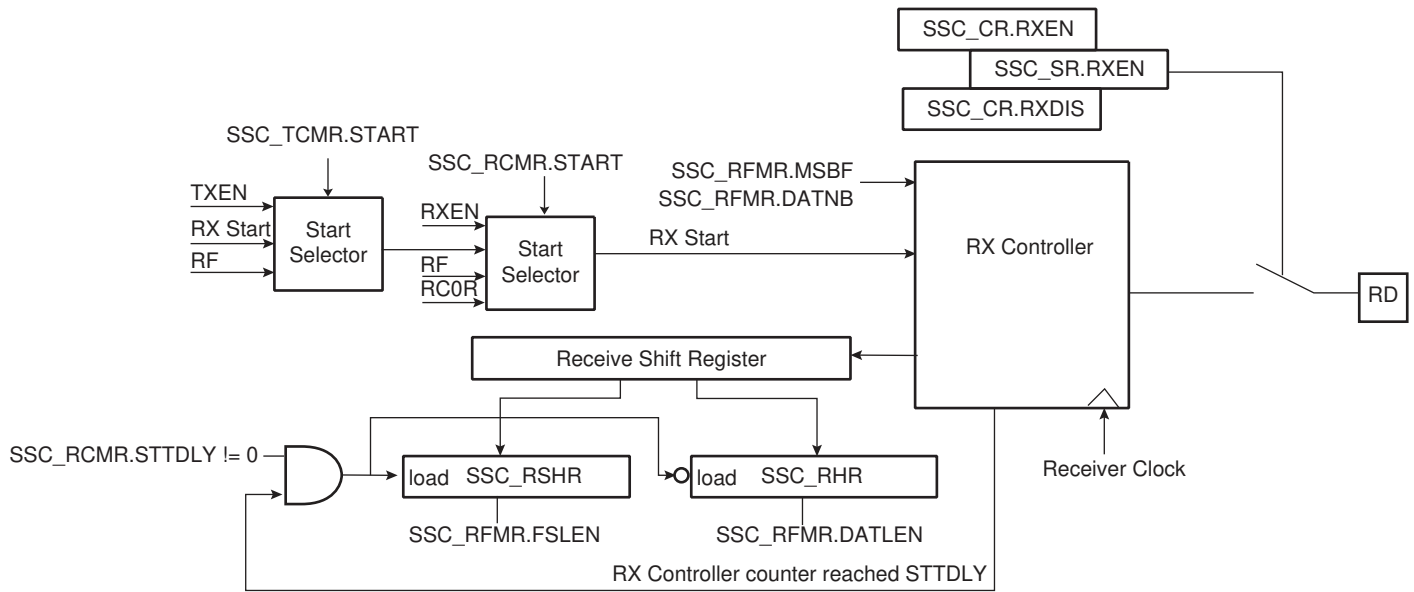 SSC_CR.RXEN
SSC_SR.RXEN
SSC_CR.RXDIS
SSC_TCMR.START
SSC_RCMR.START
SSC_RFMR.MSBF
SSC_RFMR.DATNB
TXEN
RX Start
RF
Start
Selector
RXEN
RF
RC0R
Start
Selector
RX Start
RX Controller
RD
Receive Shift Register
SSC_RCMR.STTDLY != 0
load SSC_RSHR
load SSC_RHR
Receiver Clock
SSC_RFMR.FSLEN
SSC_RFMR.DATLEN
RX Controller counter reached STTDLY